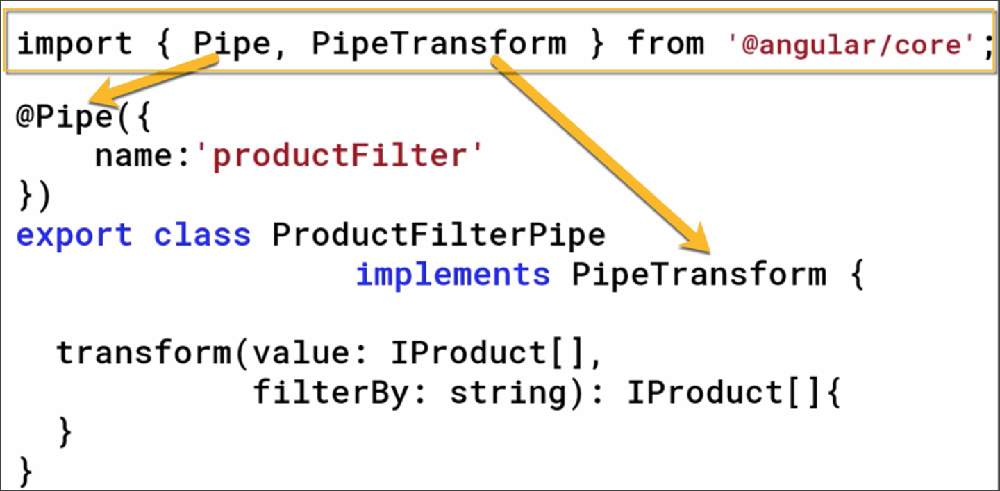 import { Pipe, PipeTransform } from '@angular/core';
@Pipe({
name:'productFilter'
})
export class ProductFilterPipe
implements PipeTransform {
transform(value: IProduct[],
filterBy: string): IProduct[]{
}
}